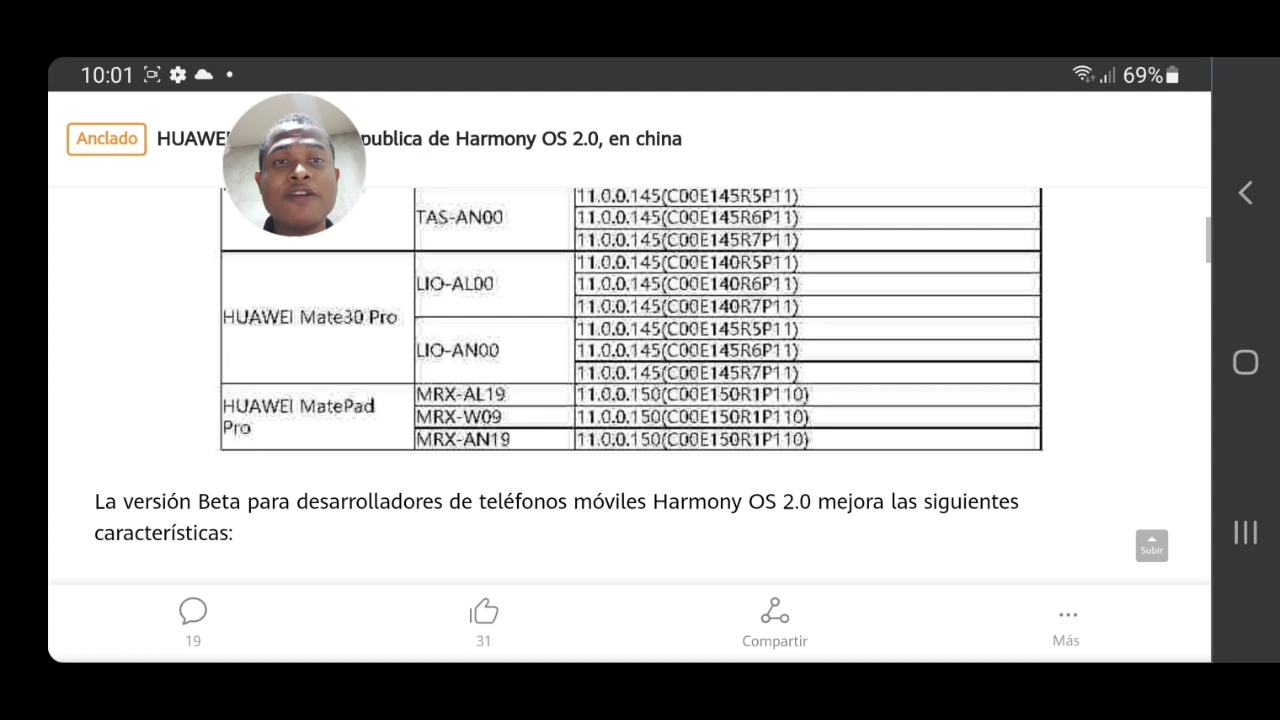 10:01
69%
Anclado HUAWEI publica de Harmony OS 2.0, en china
TAS-AN00
11.0.0.145(C00E145R5P11)
11.0.0.145(C00E145R6P11)
11.0.0.145(C00E145R7P11)
HUAWEI Mate30 Pro
LIO-AL00
11.0.0.145(C00E140R5P11)
11.0.0.145(C00E140R6P11)
11.0.0.145(C00E140R7P11)
LIO-AN00
11.0.0.145(C00E145R5P11)
11.0.0.145(C00E145R6P11)
11.0.0.145(C00E145R7P11)
HUAWEI MatePad
Pro
MRX-AL19 11.0.0.150(C00E150R1P110)
MRX-W09 11.0.0.150(C00E150R1P110)
MRX-AN19 11.0.0.150(C00E150R1P110)
La versión Beta para desarrolladores de teléfonos móviles Harmony OS 2.0 mejora las siguientes
características:
Subir
19
31
Compartir
Más